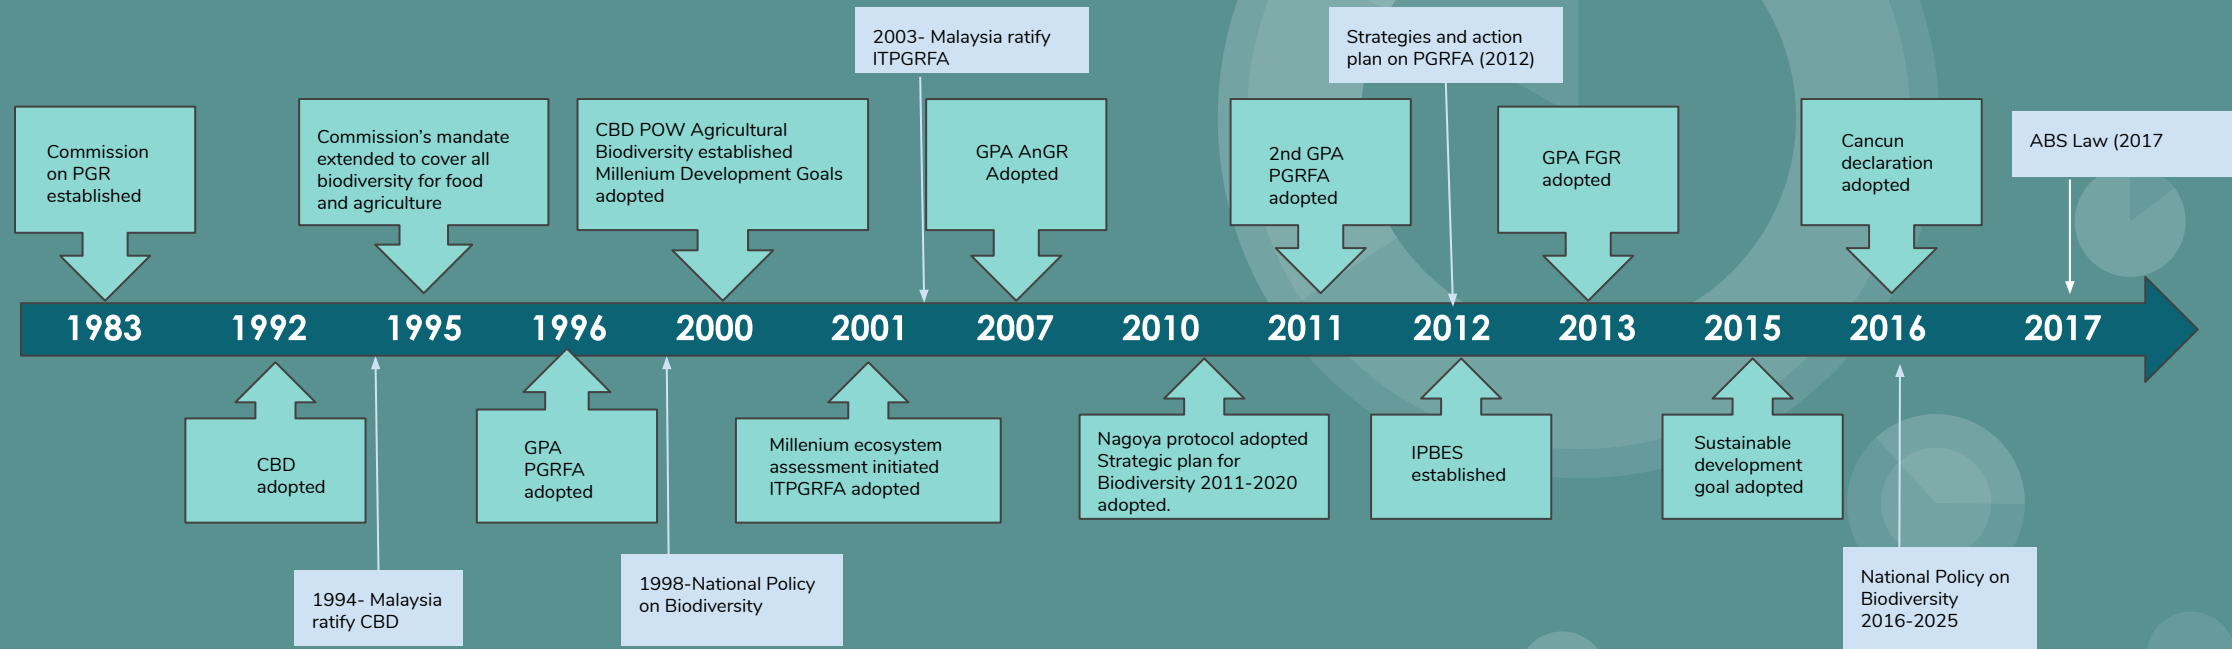 2003- Malaysia ratify
ITPGRFA
Strategies and action
plan on PGRFA (2012)
Commission
on PGR
established
Commission’s mandate
extended to cover all
biodiversity for food
and agriculture
CBD POW Agricultural
Biodiversity established
Millenium Development Goals
adopted
GPA AnGR
Adopted
2nd GPA
PGRFA
adopted
GPA FGR
adopted
Cancun
declaration
adopted
ABS Law (2017
1983 1992 1995 1996 2000 2001 2007 2010 2011 2012 2013 2015 2016 2017
CBD
adopted
GPA
PGRFA
adopted
Millenium ecosystem
assessment initiated
ITPGRFA adopted
Nagoya protocol adopted
Strategic plan for
Biodiversity 2011-2020
adopted.
IPBES
established
Sustainable
development
goal adopted
1994- Malaysia
ratify CBD
1998-National Policy
on Biodiversity
National Policy on
Biodiversity
2016-2025